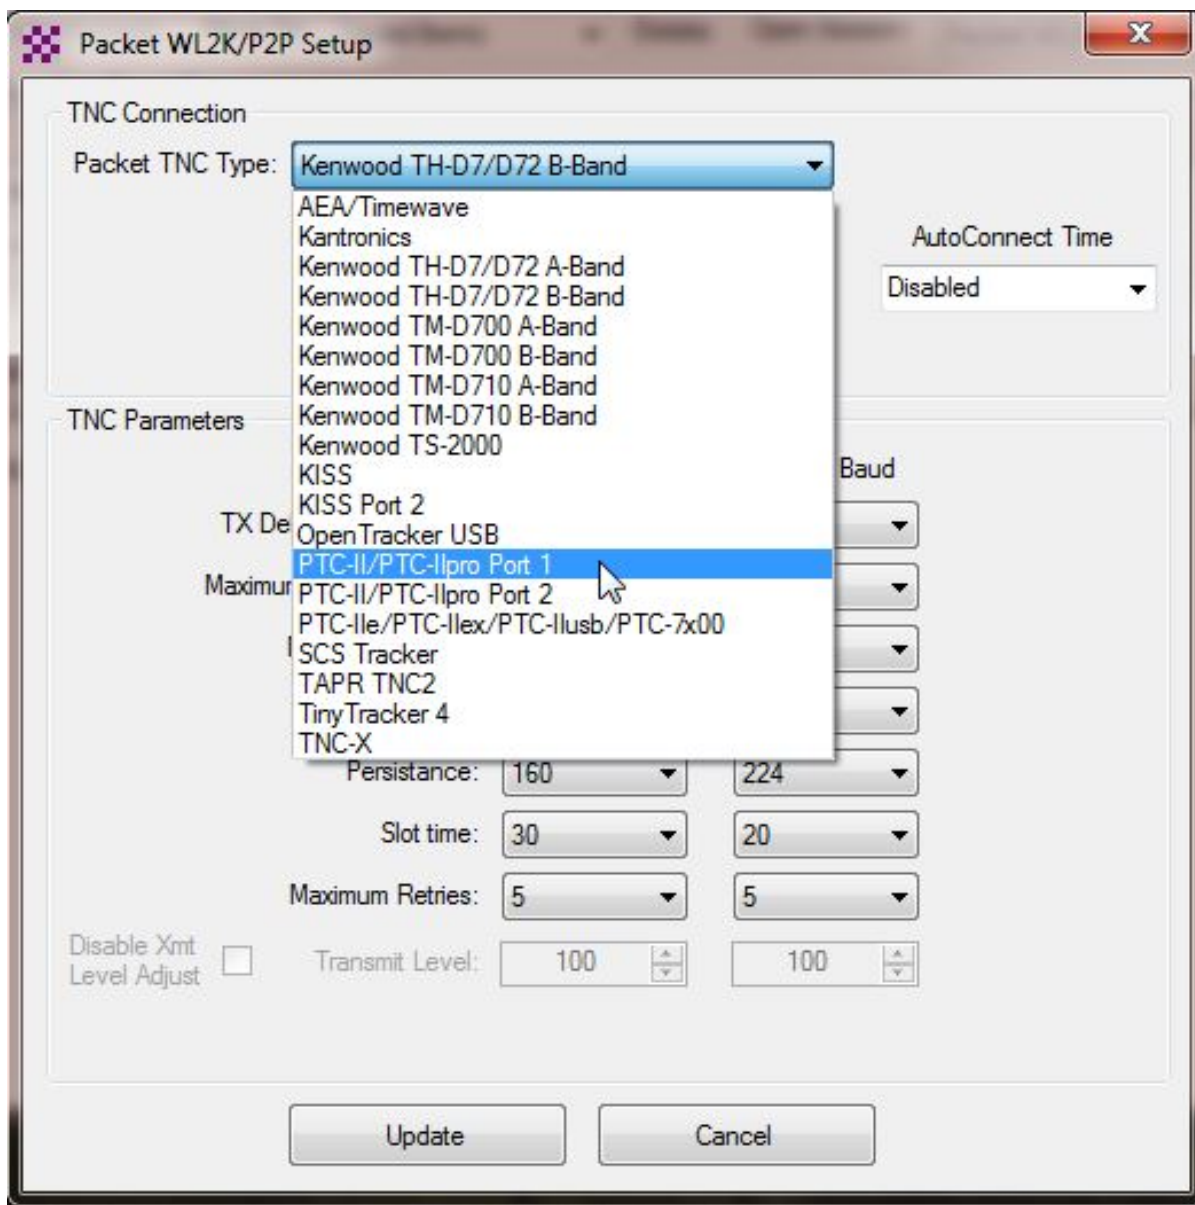 Packet WL2K/P2P Setup
TNC Connection
Packet TNC Type: Kenwood TH-D7/D72 B-Band
AEA/Timewave
Kantronics
Kenwood TH-D7/D72 A-Band
Kenwood TH-D7/D72 B-Band
Kenwood TM-D700 A-Band
Kenwood TM-D700 B-Band
Kenwood TM-D710 A-Band
Kenwood TM-D710 B-Band
Kenwood TS-2000
KISS
KISS Port 2
OpenTracker USB
PTC-II/PTC-IIpro Port 1
PTC-II/PTC-IIpro Port 2
PTC-IIe/PTC-IIex/PTC-IIusb/PTC-7x00
SCS Tracker
TAPR TNC2
TinyTracker 4
TNC-X
AutoConnect Time
Disabled
TNC Parameters
Baud
TX De
Maximu
Persistance: 160 224
Slot time: 30 20
Maximum Retries: 5 5
Disable Xmt
Level Adjust
Transmit Level: 100 100
Update Cancel